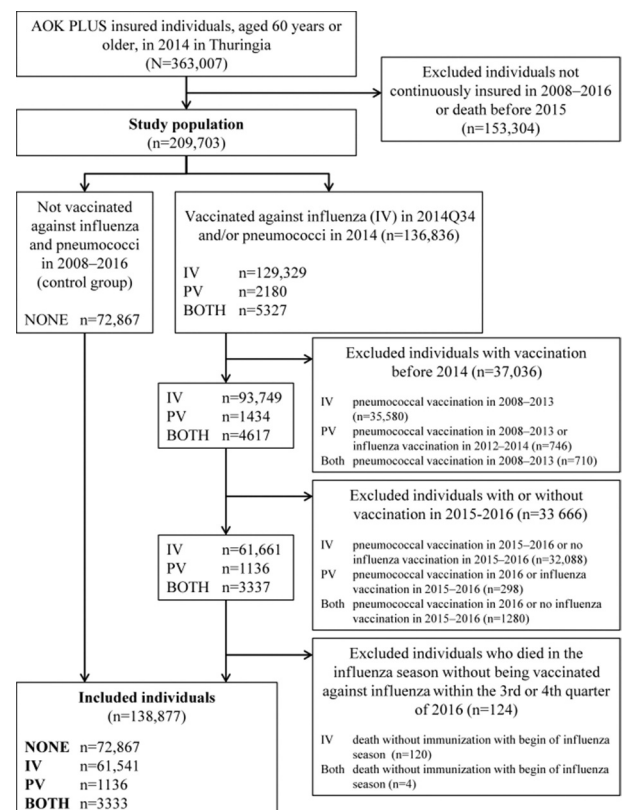 AOK PLUS insured individuals, aged 60 years or
older, in 2014 in Thuringia
(N=363,007)
Excluded individuals not
continuously insured in 2008–2016
or death before 2015
(n=153,304)
Study population
(n=209,703)
Not vaccinated
against influenza
and pneumococci
in 2008–2016
(control group)
NONE n=72,867
Vaccinated against influenza (IV) in 2014Q34
and/or pneumococci in 2014 (n=136,836)
IV n=129,329
PV n=2180
BOTH n=5327
Excluded individuals with vaccination
before 2014 (n=37,036)
IV pneumococcal vaccination in 2008–2013
(n=35,580)
PV pneumococcal vaccination in 2008–2013 or
influenza vaccination in 2012–2014 (n=746)
Both pneumococcal vaccination in 2008–2013 (n=710)
IV n=93,749
PV n=1434
BOTH n=4617
Excluded individuals with or without
vaccination in 2015-2016 (n=33 666)
IV pneumococcal vaccination in 2015–2016 or no
influenza vaccination in 2015–2016 (n=32,088)
PV pneumococcal vaccination in 2016 or influenza
vaccination in 2015–2016 (n=298)
Both pneumococcal vaccination in 2016 or no influenza
vaccination in 2015–2016 (n=1280)
IV n=61,661
PV n=1136
BOTH n=3337
Excluded individuals who died in the
influenza season without being vaccinated
against influenza within the 3rd or 4th quarter
of 2016 (n=124)
IV death without immunization with begin of influenza
season (n=120)
Both death without immunization with begin of influenza
season (n=4)
Included individuals
(n=138,877)
NONE n=72,867
IV n=61,541
PV n=1136
BOTH n=3333